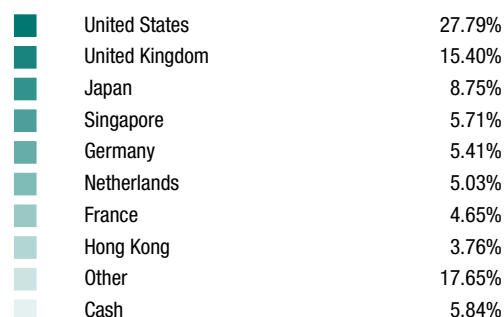 United States 27.79%
United Kingdom 15.40%
Japan 8.75%
Singapore 5.71%
Germany 5.41%
Netherlands 5.03%
France 4.65%
Hong Kong 3.76%
Other 17.65%
Cash 5.84%